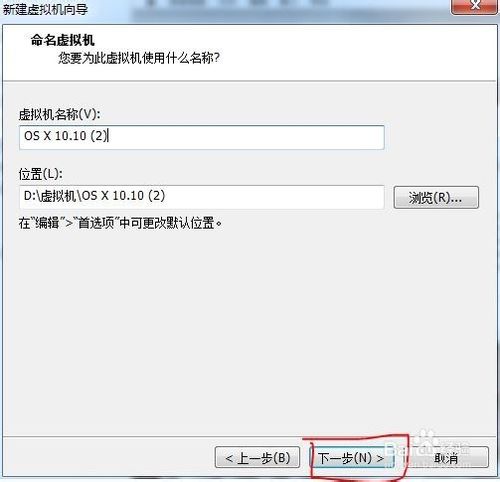 新建虚拟机向导
命名虚拟机
您要为此虚拟机使用什么名称?
虚拟机名称(V):
OS X 10.10 (2)
位置(L):
D:\虚拟机\OS X 10.10 (2)
浏览(R)...
在“编辑”>“首选项”中可更改默认位置。
< 上一步(B) 下一步(N) > 取消